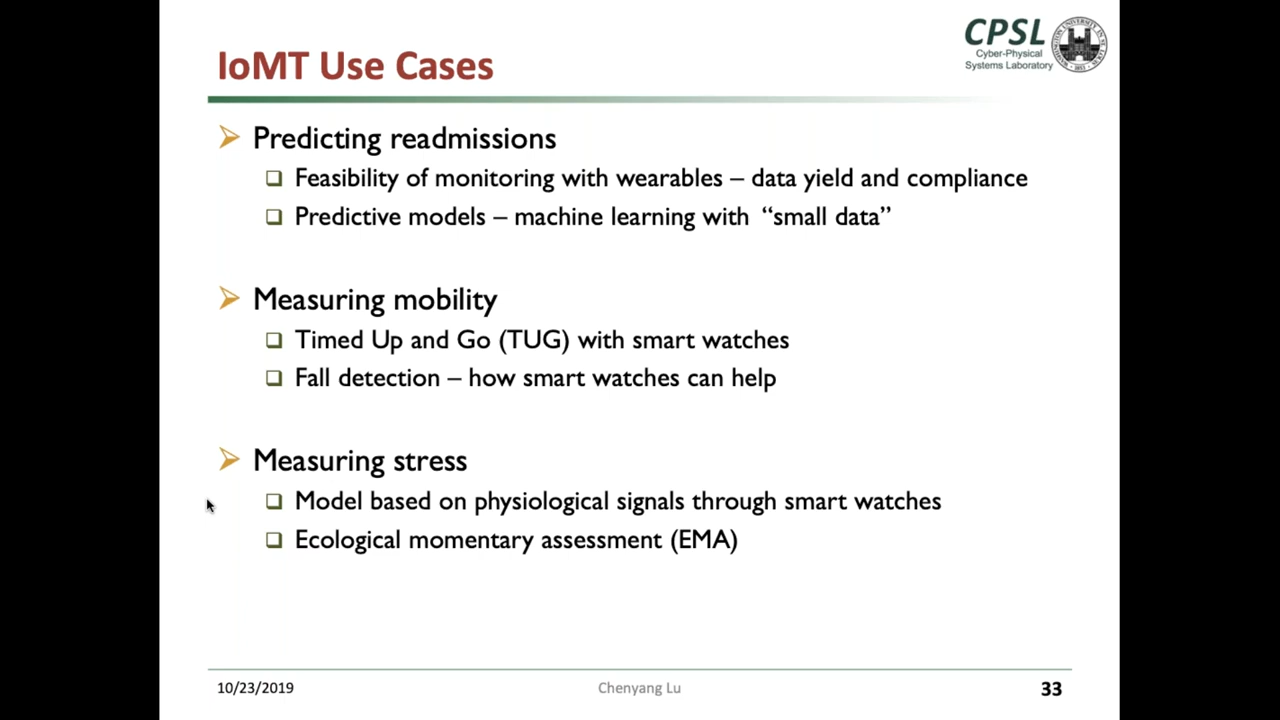 CPSL
Cyber-Physical
Systems Laboratory
IoMT Use Cases
Predicting readmissions
Feasibility of monitoring with wearables – data yield and compliance
Predictive models – machine learning with “small data”
Measuring mobility
Timed Up and Go (TUG) with smart watches
Fall detection – how smart watches can help
Measuring stress
Model based on physiological signals through smart watches
Ecological momentary assessment (EMA)
10/23/2019
Chenyang Lu
33